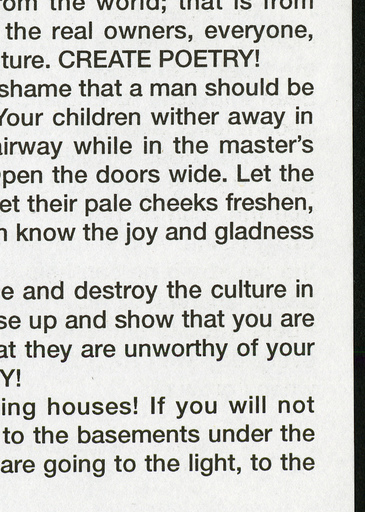 from the world; that is from
the real owners, everyone,
ture. CREATE POETRY!
shame that a man should be
Your children wither away in
airway while in the master's
pen the doors wide. Let the
et their pale cheeks freshen,
n know the joy and gladness
e and destroy the culture in
se up and show that you are
at they are unworthy of your
Y!
ing houses! If you will not
to the basements under the
are going to the light, to the